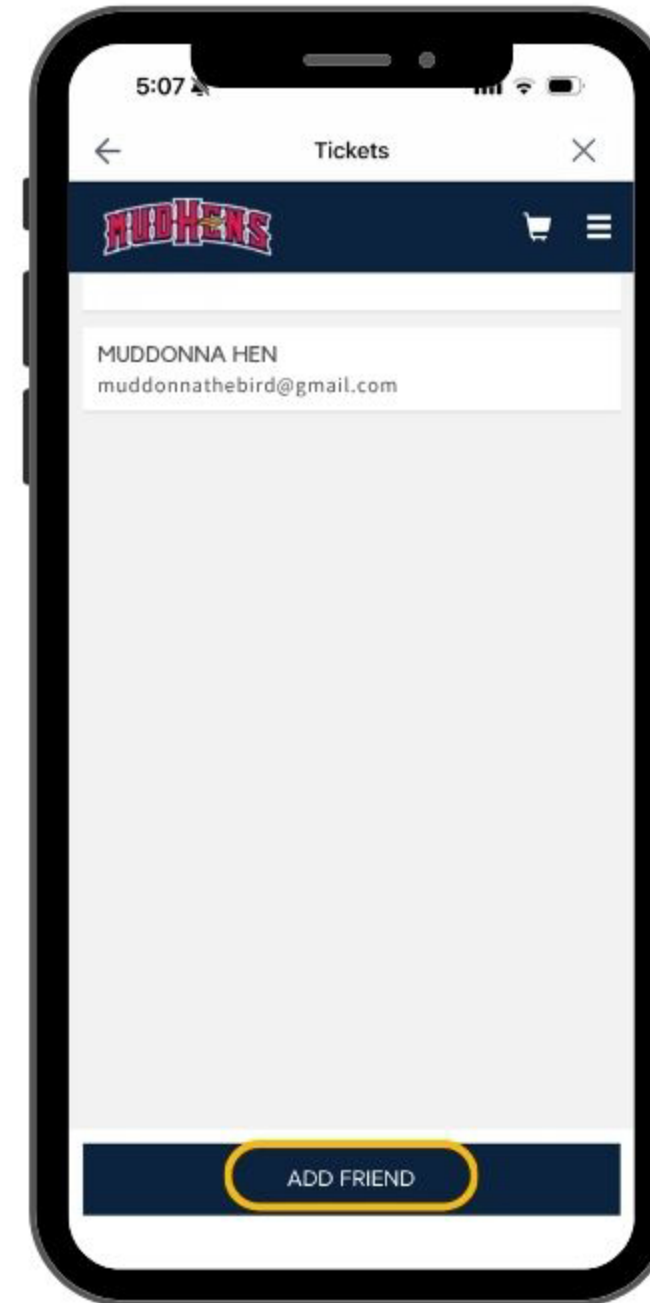 5:07
Tickets
MUDHENS
MUDDONNA HEN
muddonnathebird@gmail.com
ADD FRIEND